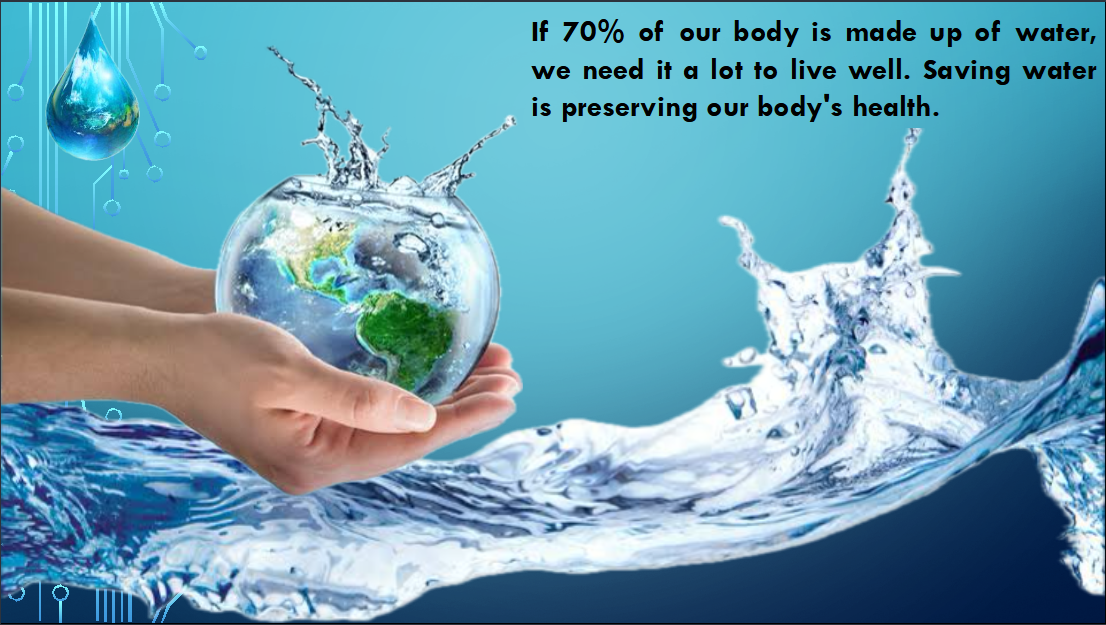 If 70% of our body is made up of water,
we need it a lot to live well. Saving water
is preserving our body's health.